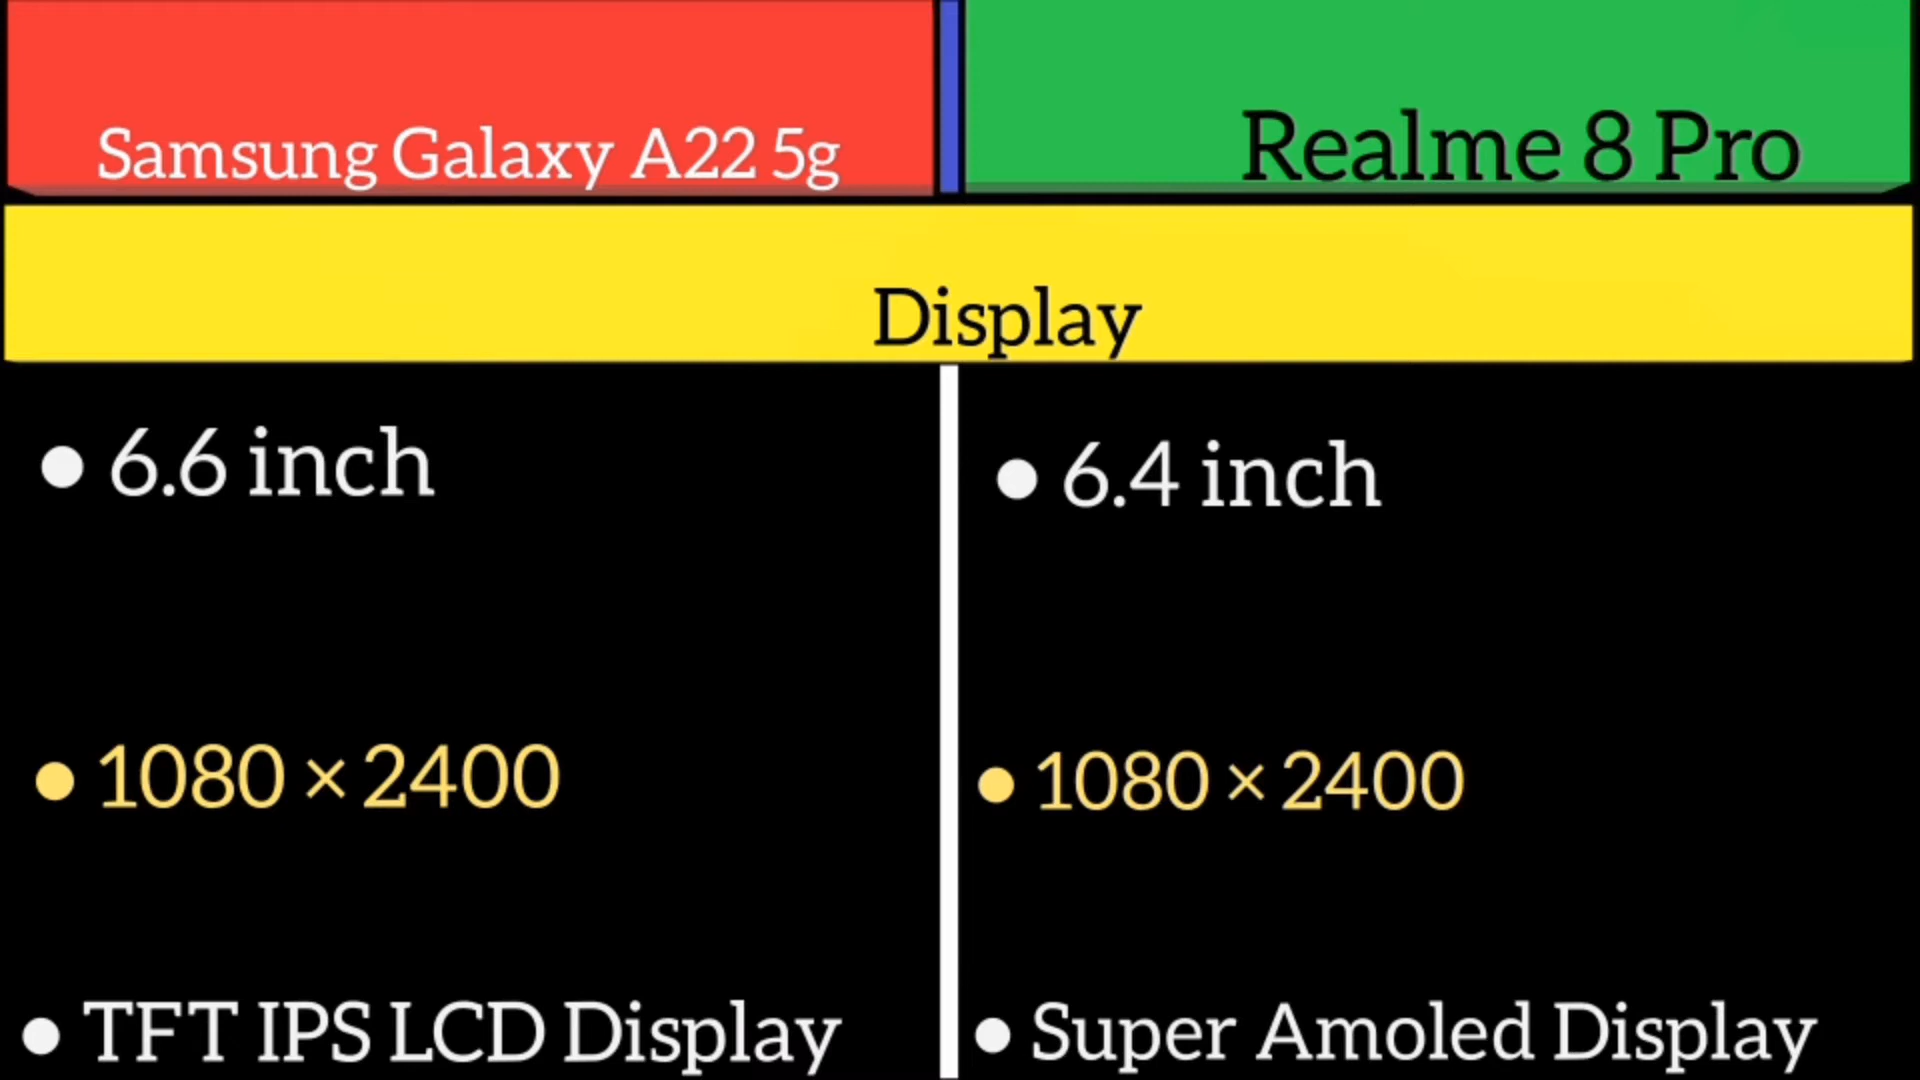 Samsung Galaxy A22 5g
Realme 8 Pro
Display
● 6.6 inch
● 6.4 inch
● 1080 × 2400
● 1080 × 2400
● TFT IPS LCD Display
● Super Amoled Display